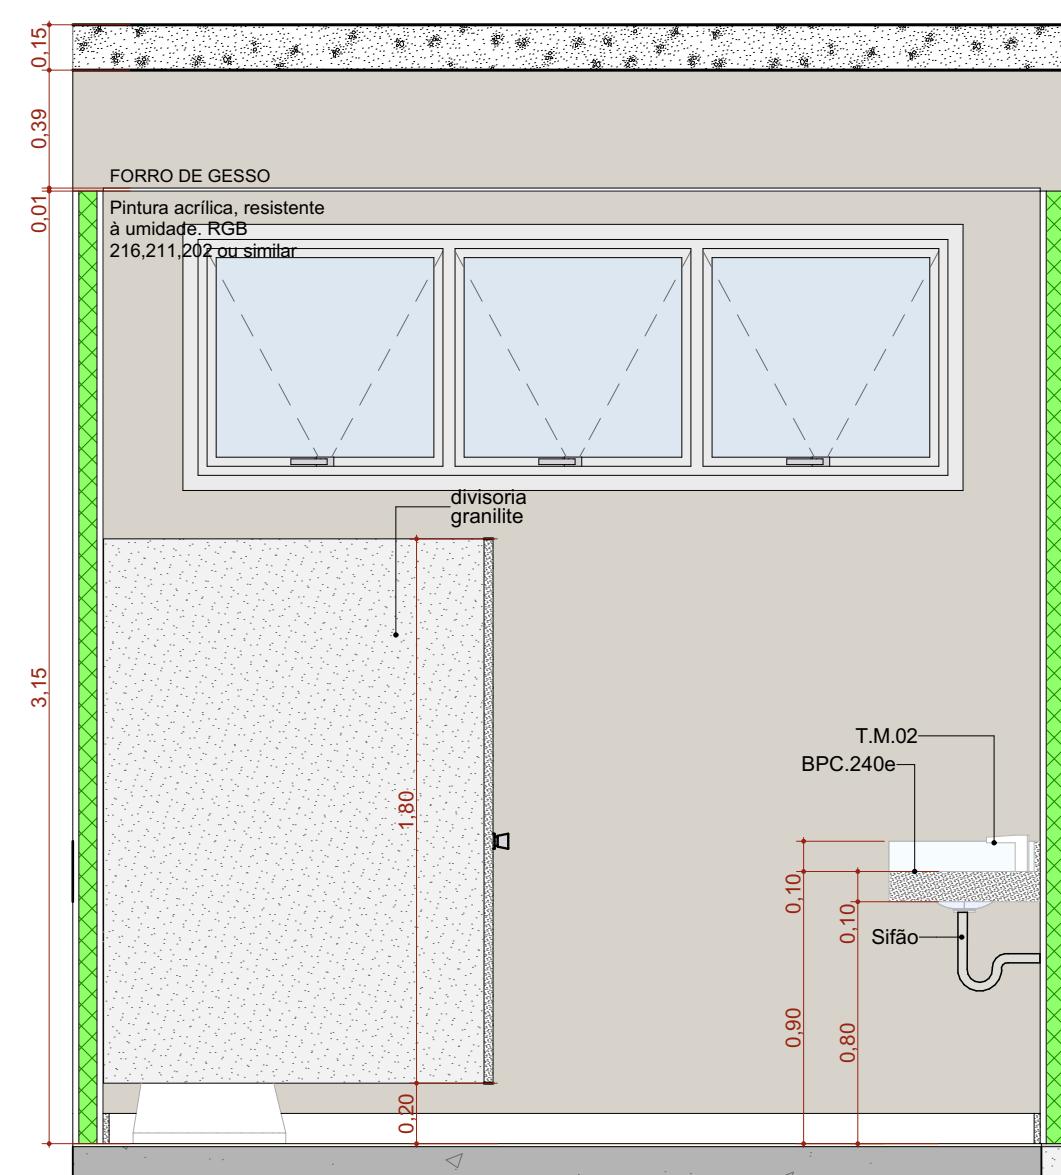 0,15
0,39
FORRO DE GESSO
0,01
Pintura acrílica, resistente
à umidade. RGB
216,211,202 ou similar
divisoria
granilite
3,15
1,80
T.M.02
BPC.240e
0,10
0,10
Sifão
0,90
0,80
0,20